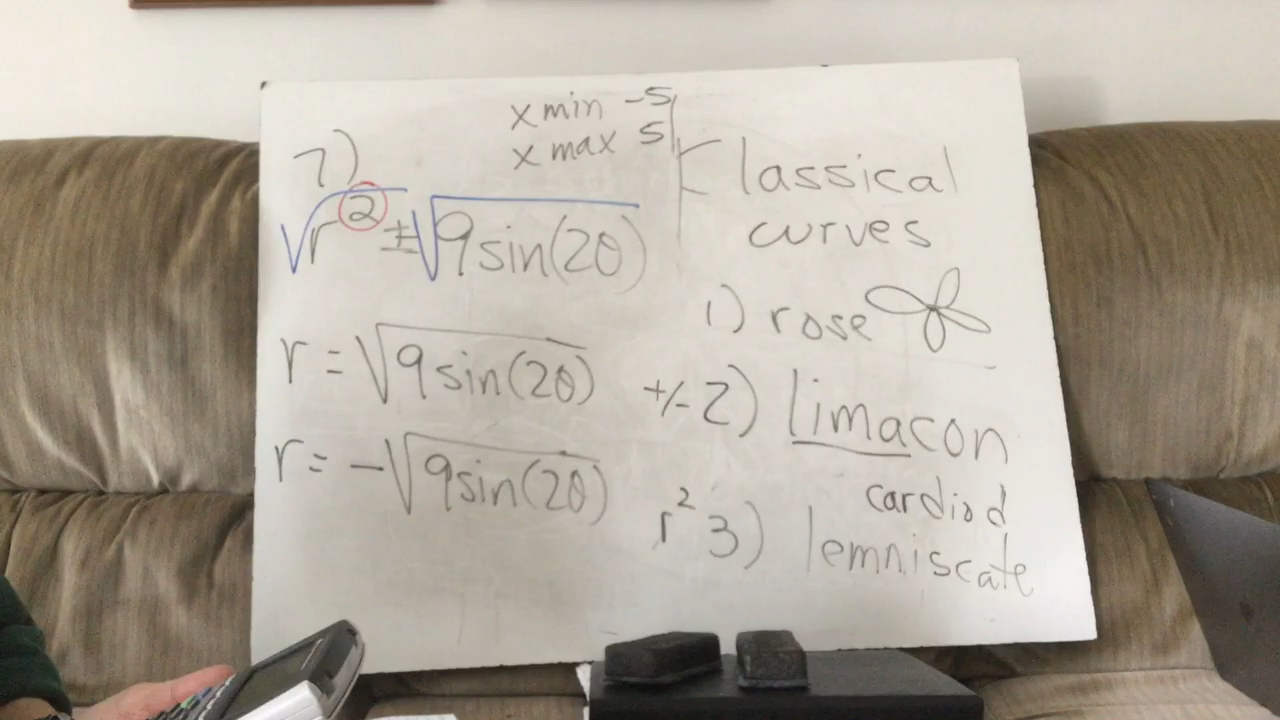 x min -5
x max 5
7)
√r² ± √9sin(2θ)
r = √9sin(2θ)
r = -√9sin(2θ)
Classical
curves
1) rose
+/- 2) limacon
cardiod
r² 3) lemniscate